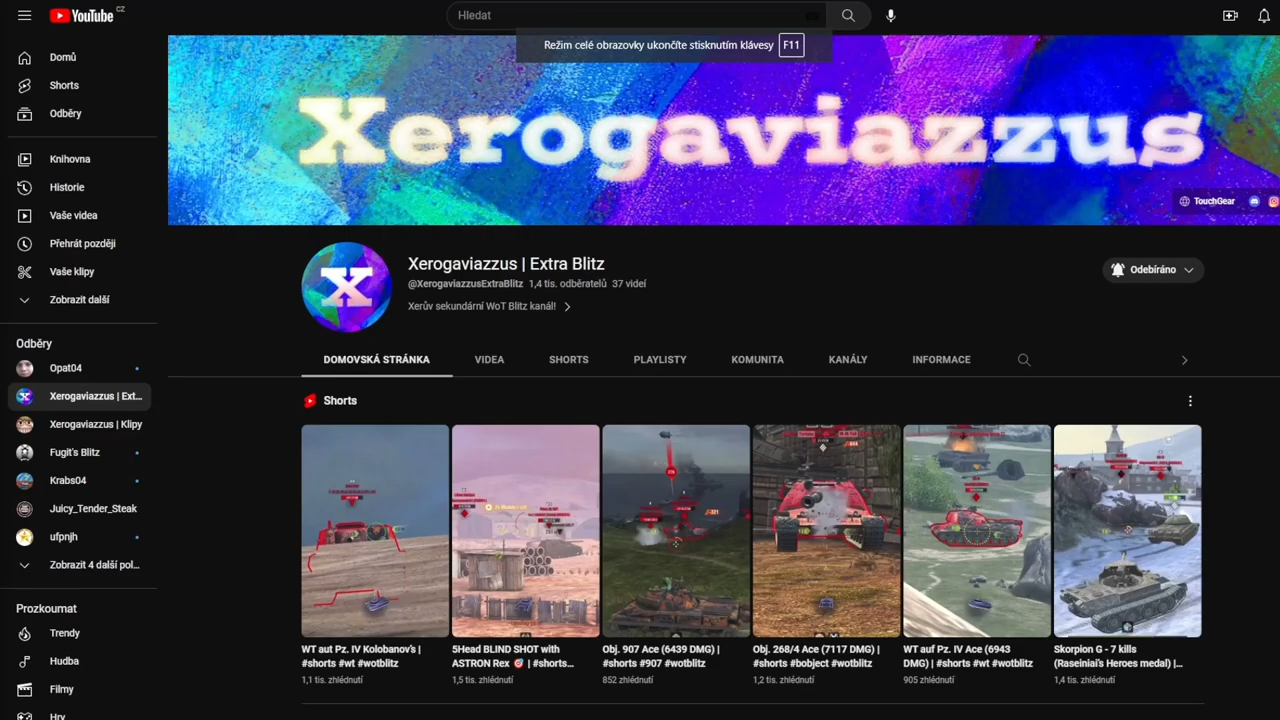 YouTube CZ
Hledat
Režim celé obrazovky ukončíte stisknutím klávesy F11
Domů
Shorts
Odběry
Knihovna
Historie
Vaše videa
Přehrát později
Vaše klipy
Zobrazit další
Odběry
Opat04
Xerogaviazzus | Ext...
Xerogaviazzus | Klipy
Fugit's Blitz
Krabs04
Juicy_Tender_Steak
ufpnjh
Zobrazit 4 další pol...
Prozkoumat
Trendy
Hudba
Filmy
Hry
Xerogaviazzus
TouchGear
X
Xerogaviazzus | Extra Blitz
@XerogaviazzusExtraBlitz 1,4 tis. odběratelů 37 videí
Xerův sekundární WoT Blitz kanál!
Odebíráno
DOMOVSKÁ STRÁNKA VIDEA SHORTS PLAYLISTY KOMUNITA KANÁLY INFORMACE
Shorts
WT aut Pz. IV Kolobanov's |
#shorts #wt #wotblitz
1,1 tis. zhlédnutí
5Head BLIND SHOT with
ASTRON Rex 🎯 | #shorts...
1,5 tis. zhlédnutí
Obj. 907 Ace (6439 DMG) |
#shorts #907 #wotblitz
852 zhlédnutí
Obj. 268/4 Ace (7117 DMG) |
#shorts #bobject #wotblitz
1,2 tis. zhlédnutí
WT auf Pz. IV Ace (6943
DMG) | #shorts #wt #wotblitz
905 zhlédnutí
Skorpion G - 7 kills
(Raseiniai's Heroes medal) |...
1,4 tis. zhlédnutí